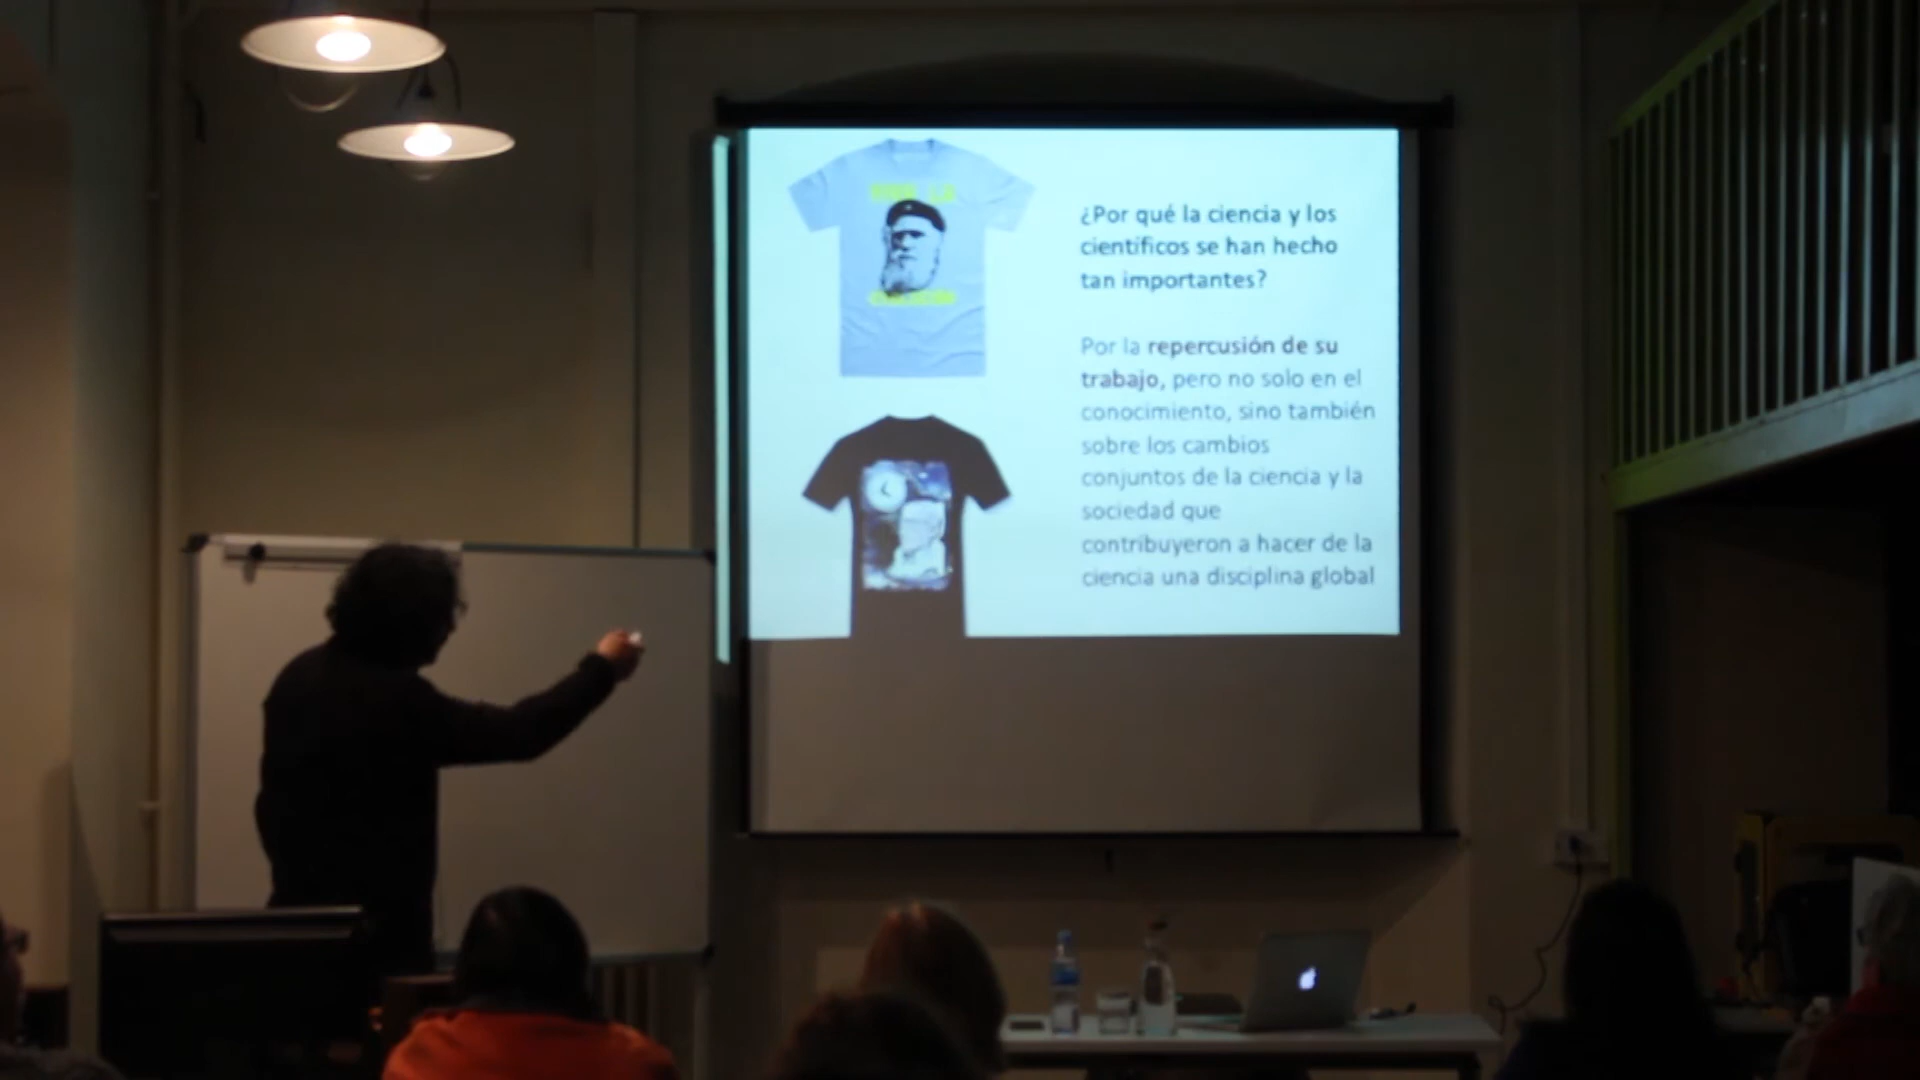 VIVA LA
¿Por qué la ciencia y los
científicos se han hecho
tan importantes?
Por la repercusión de su
trabajo, pero no solo en el
conocimiento, sino también
sobre los cambios
conjuntos de la ciencia y la
sociedad que
contribuyeron a hacer de la
ciencia una disciplina global